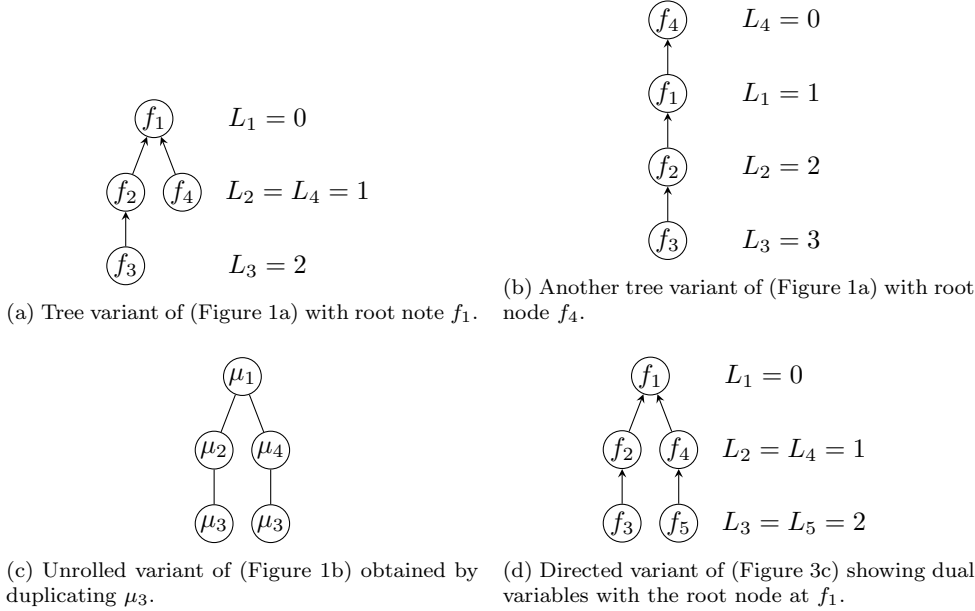 f₁ L₁ = 0
f₂ f₄ L₂ = L₄ = 1
f₃ L₃ = 2
(a) Tree variant of (Figure 1a) with root note f₁.
f₄ L₄ = 0
f₁ L₁ = 1
f₂ L₂ = 2
f₃ L₃ = 3
(b) Another tree variant of (Figure 1a) with root
node f₄.
μ₁
μ₂ μ₄
μ₃ μ₃
(c) Unrolled variant of (Figure 1b) obtained by
duplicating μ₃.
f₁ L₁ = 0
f₂ f₄ L₂ = L₄ = 1
f₃ f₅ L₃ = L₅ = 2
(d) Directed variant of (Figure 3c) showing dual
variables with the root node at f₁.